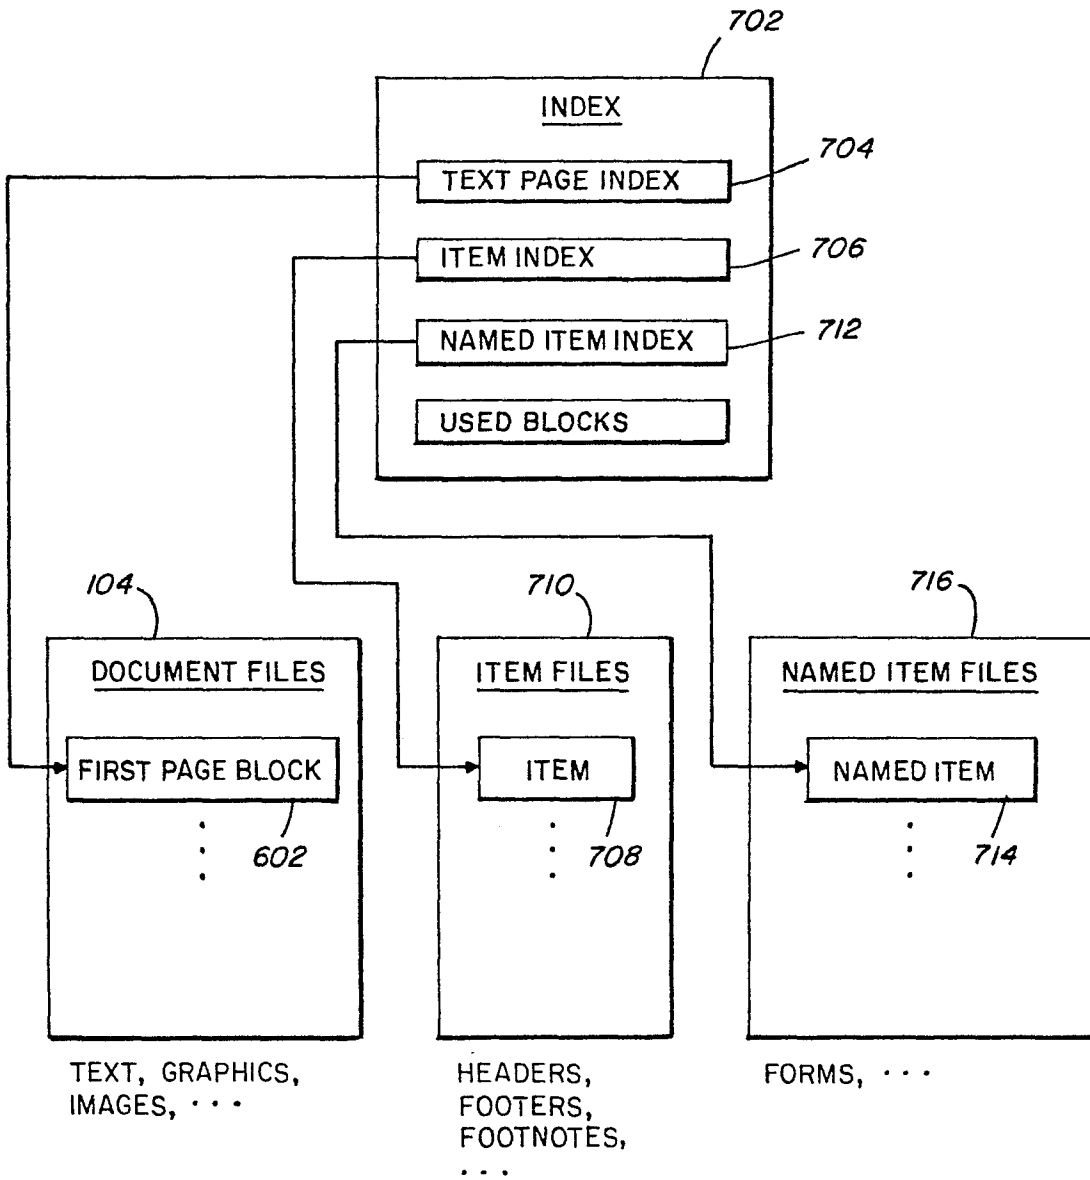 702
INDEX
704
TEXT PAGE INDEX
706
ITEM INDEX
712
NAMED ITEM INDEX
USED BLOCKS
104
710
716
DOCUMENT FILES
ITEM FILES
NAMED ITEM FILES
FIRST PAGE BLOCK
ITEM
NAMED ITEM
602
708
714
TEXT, GRAPHICS,
IMAGES, ...
HEADERS,
FOOTERS,
FOOTNOTES,
...
FORMS, ...